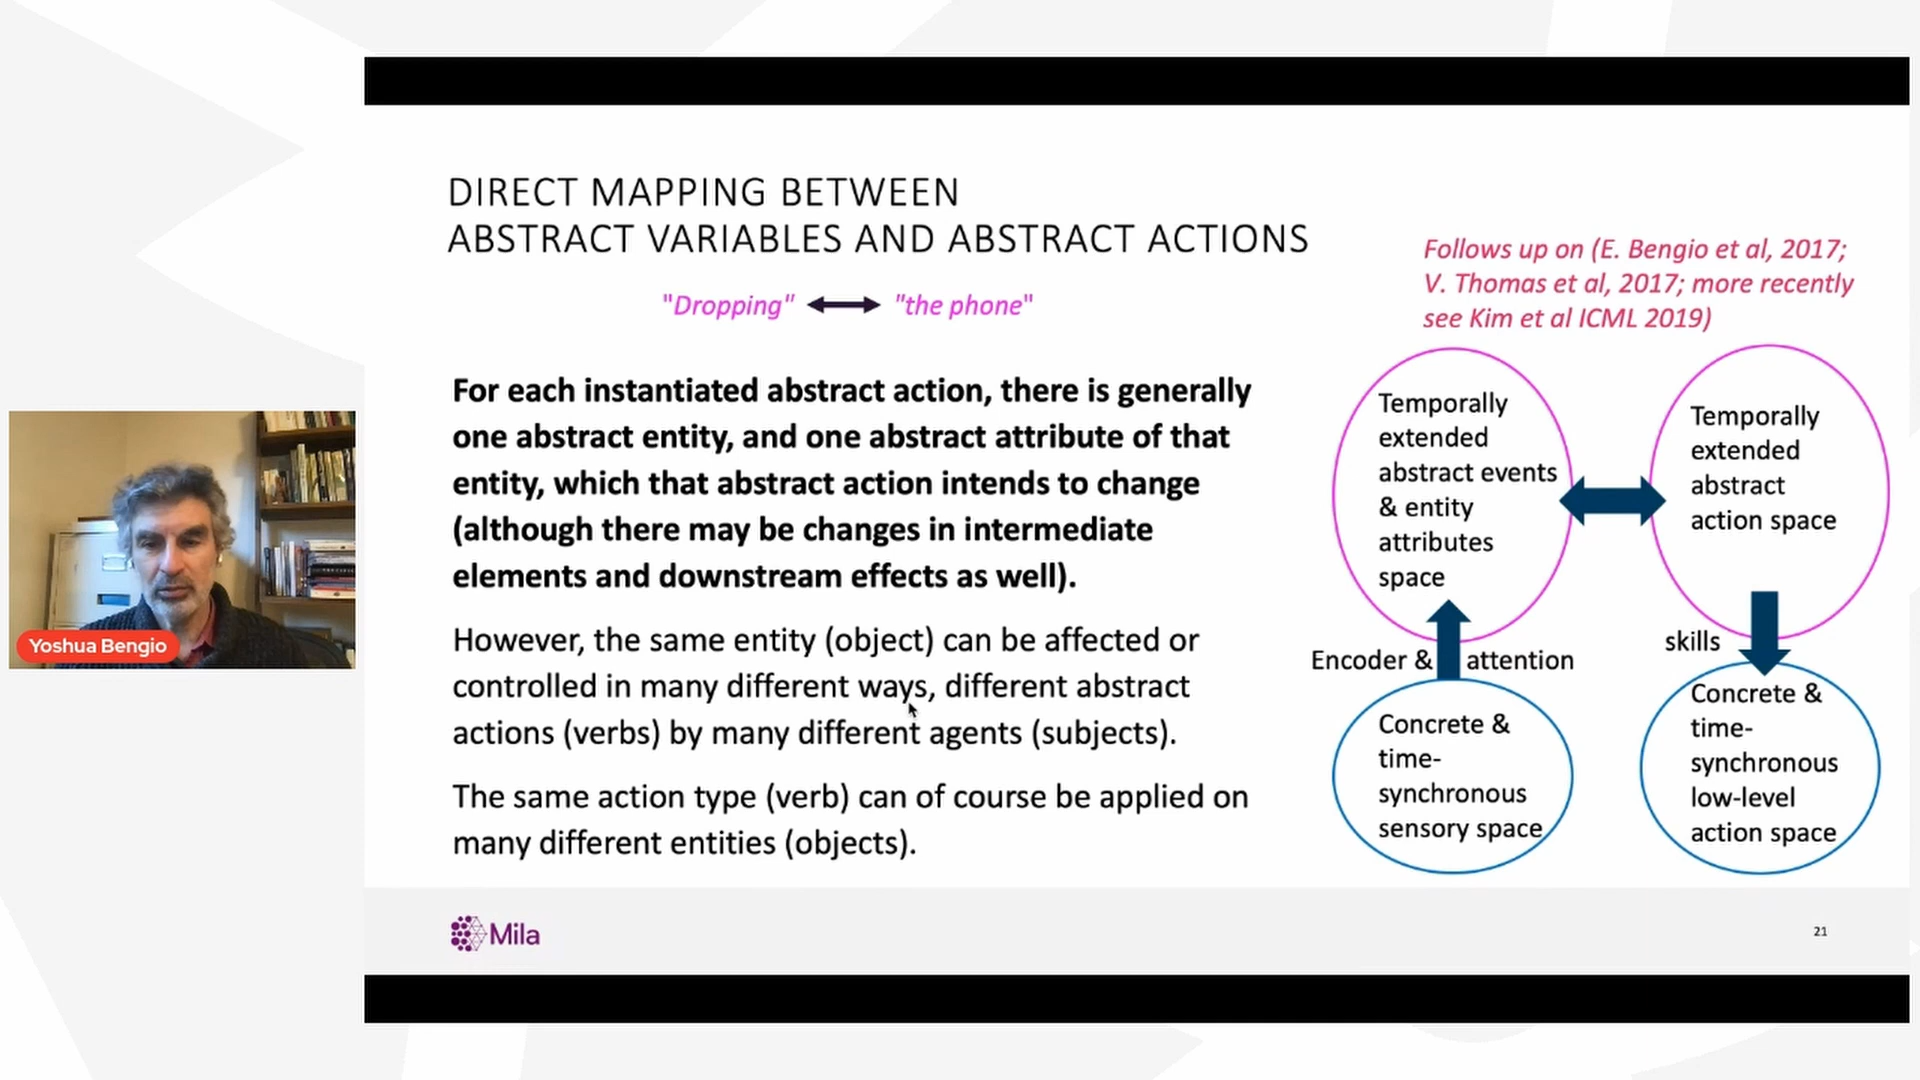 DIRECT MAPPING BETWEEN
ABSTRACT VARIABLES AND ABSTRACT ACTIONS
"Dropping" "the phone"
Follows up on (E. Bengio et al, 2017;
V. Thomas et al, 2017; more recently
see Kim et al ICML 2019)
For each instantiated abstract action, there is generally
one abstract entity, and one abstract attribute of that
entity, which that abstract action intends to change
(although there may be changes in intermediate
elements and downstream effects as well).
However, the same entity (object) can be affected or
controlled in many different ways, different abstract
actions (verbs) by many different agents (subjects).
The same action type (verb) can of course be applied on
many different entities (objects).
Temporally
extended
abstract events
& entity
attributes
space
Temporally
extended
abstract
action space
Encoder & attention
skills
Concrete &
time-
synchronous
sensory space
Concrete &
time-
synchronous
low-level
action space
Yoshua Bengio
Mila
21